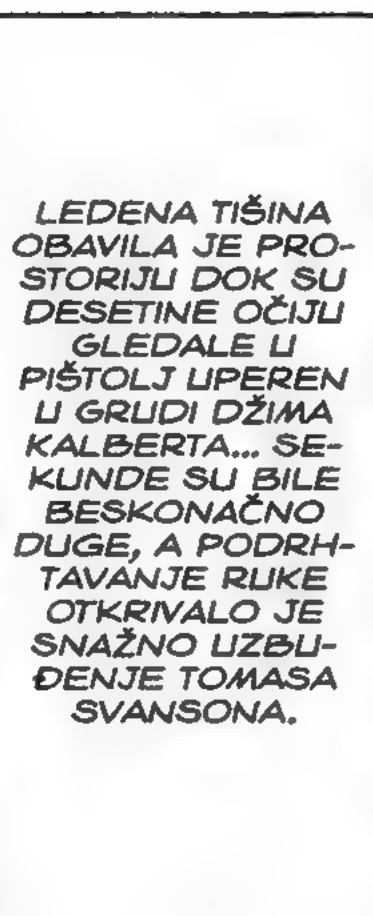 LEDENA TIŠINA
OBAVILA JE PRO-
STORIJU DOK SU
DESETINE OČIJU
GLEDALE U
PIŠTOLJ UPEREN
U GRUDI DŽIMA
KALBERTA... SE-
KUNDE SU BILE
BESKONAČNO
DUGE, A PODRH-
TAVANJE RUKE
OTKRIVALO JE
SNAŽNO UZBU-
ĐENJE TOMASA
SVANSONA.